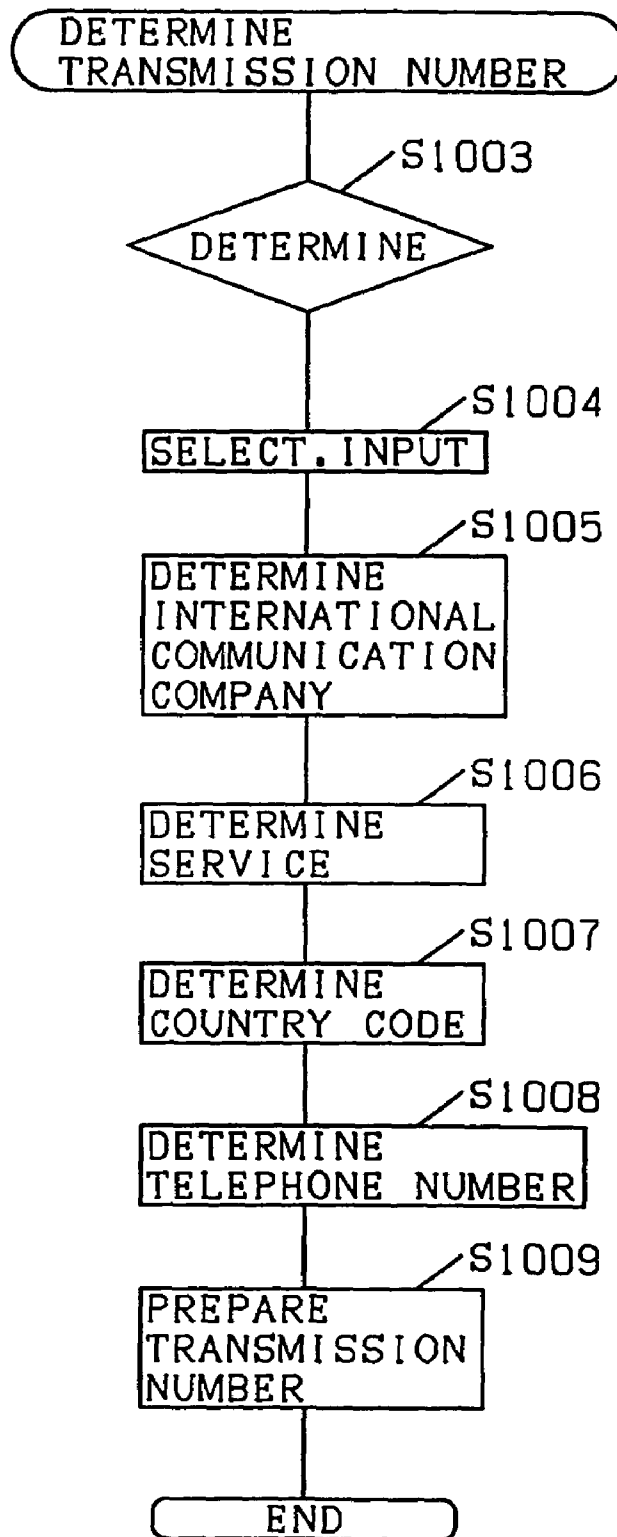 DETERMINE
TRANSMISSION NUMBER
S1003
DETERMINE
S1004
SELECT.INPUT
S1005
DETERMINE
INTERNATIONAL
COMMUNICATION
COMPANY
S1006
DETERMINE
SERVICE
S1007
DETERMINE
COUNTRY CODE
S1008
DETERMINE
TELEPHONE NUMBER
S1009
PREPARE
TRANSMISSION
NUMBER
END